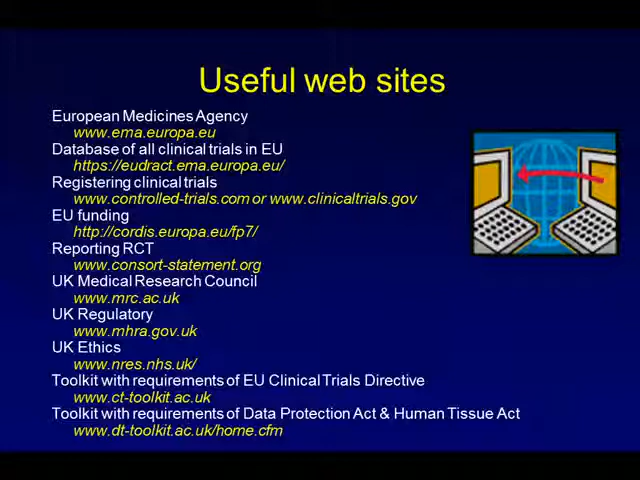 Useful web sites
European Medicines Agency
www.ema.europa.eu
Database of all clinical trials in EU
https://eudract.ema.europa.eu/
Registering clinical trials
www.controlled-trials.com or www.clinicaltrials.gov
EU funding
http://cordis.europa.eu/fp7/
Reporting RCT
www.consort-statement.org
UK Medical Research Council
www.mrc.ac.uk
UK Regulatory
www.mhra.gov.uk
UK Ethics
www.nres.nhs.uk/
Toolkit with requirements of EU Clinical Trials Directive
www.ct-toolkit.ac.uk
Toolkit with requirements of Data Protection Act & Human Tissue Act
www.dt-toolkit.ac.uk/home.cfm